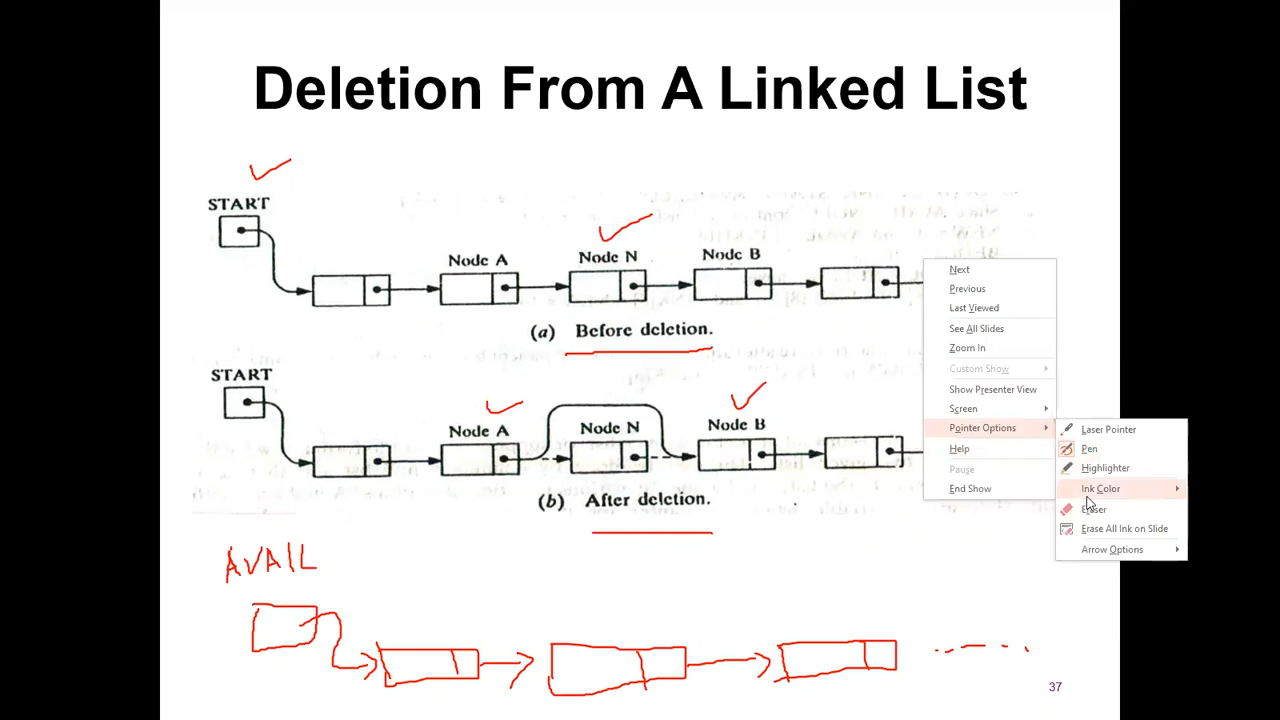 Deletion From A Linked List
START
Node A
Node N
Node B
(a) Before deletion.
START
Node A
Node N
Node B
(b) After deletion.
AVAIL
37
Next
Previous
Last Viewed
See All Slides
Zoom In
Custom Show
Show Presenter View
Screen
Pointer Options
Help
Pause
End Show
Laser Pointer
Pen
Highlighter
Ink Color
Eraser
Erase All Ink on Slide
Arrow Options